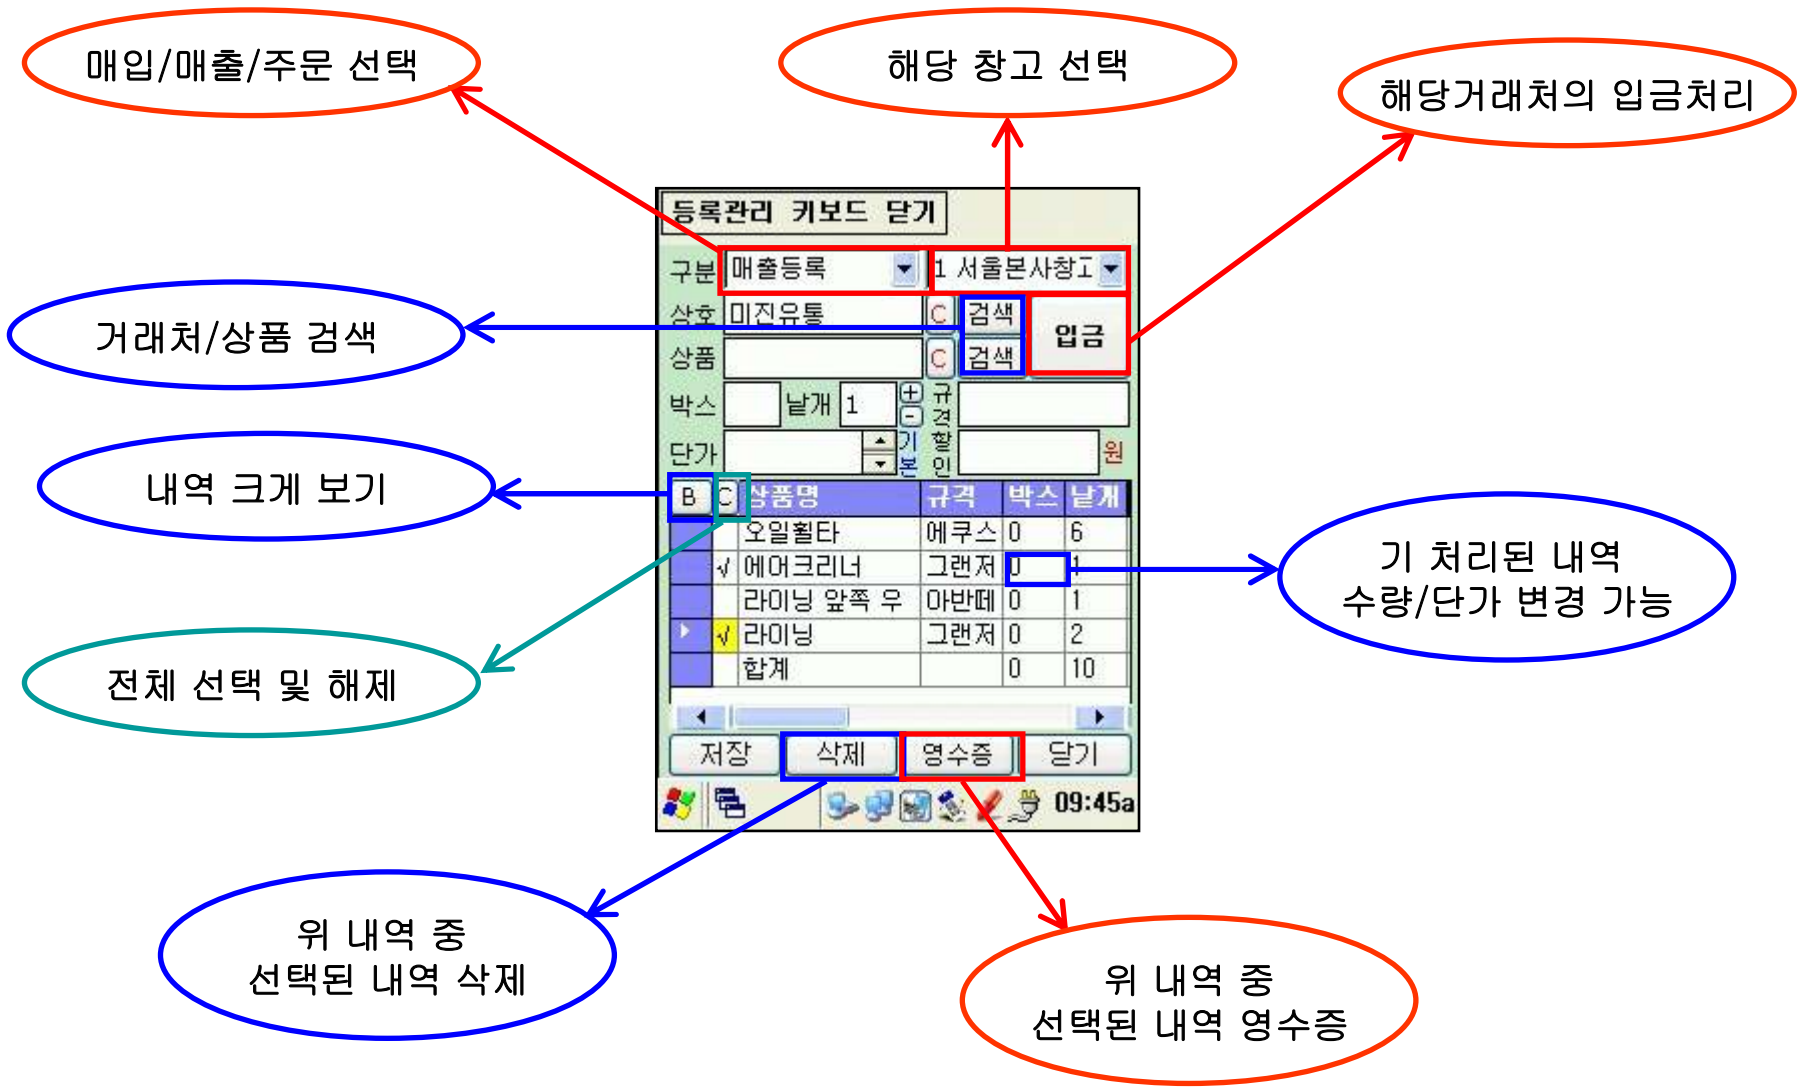 매입/매출/주문 선택
해당 창고 선택
해당거래처의 입금처리
등록관리 키보드 닫기
구분 매출등록 1 서울본사창고
상호 미진유통 C 검색
입금
상품 C 검색
박스 낱개 1 + - 규격
단가 기본 할인 원
B C 상품명 규격 박스 낱개
오일휠타 에쿠스 0 6
√ 에어크리너 그랜저 0 1
라이닝 앞쪽 우 아반떼 0 1
√ 라이닝 그랜저 0 2
합계 0 10
저장 삭제 영수증 닫기
09:45a
거래처/상품 검색
내역 크게 보기
전체 선택 및 해제
기 처리된 내역
수량/단가 변경 가능
위 내역 중
선택된 내역 삭제
위 내역 중
선택된 내역 영수증